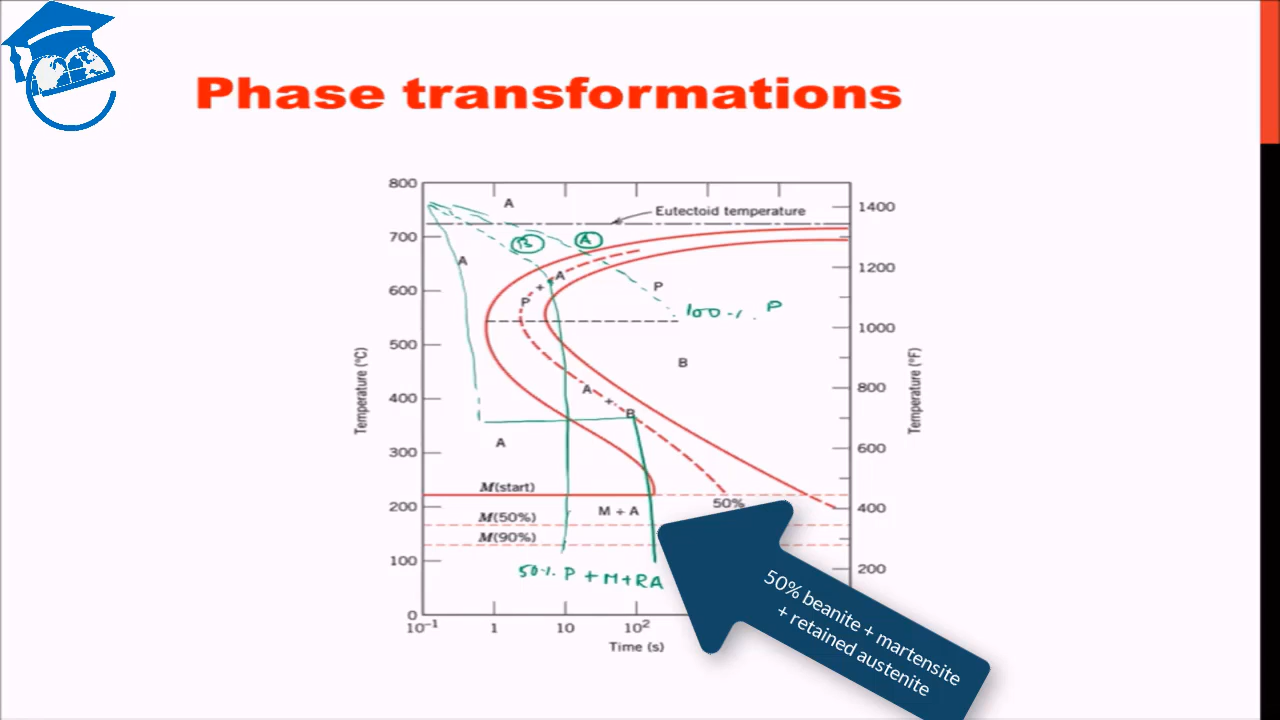 Phase transformations
800
A
Eutectoid temperature
1400
700
B
A
A
A
1200
600
P
+
P
100 % P
1000
500
B
Temperature (°C)
Temperature (°F)
A
+
B
800
400
A
600
300
M(start)
200
M + A
50%
400
M(50%)
M(90%)
100
50% P + M + RA
200
0
10⁻¹
1
10
10²
Time (s)
50% beanite + martensite
+ retained austenite